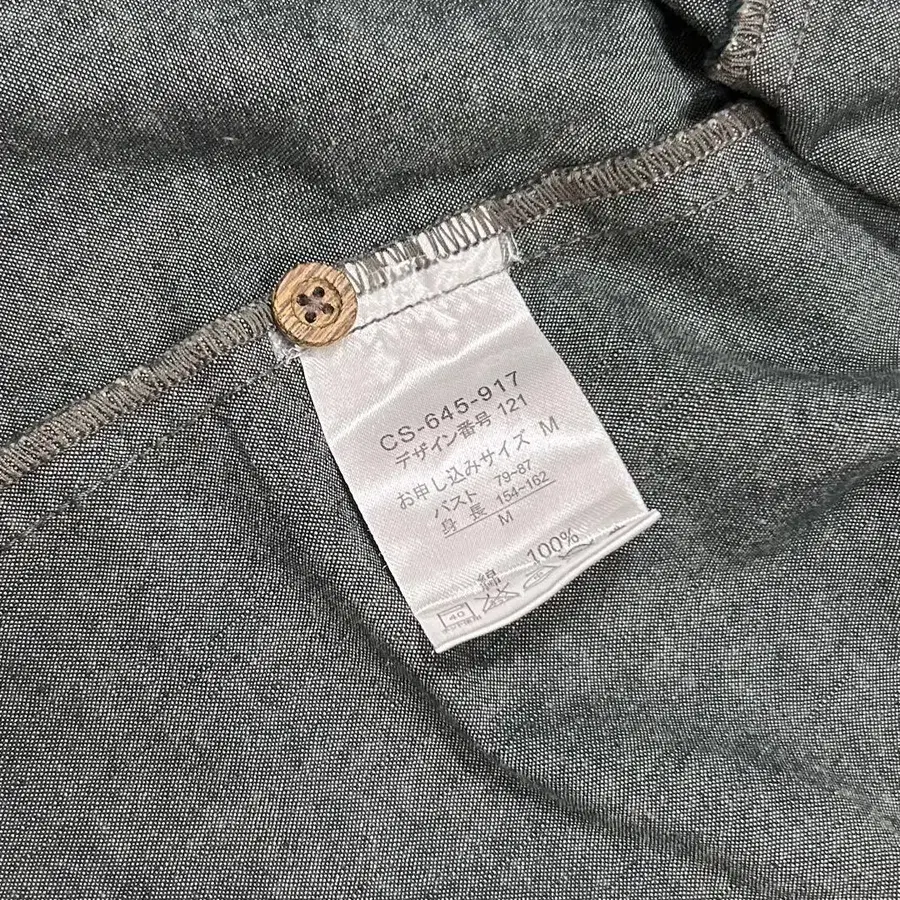 CS-645-917
デザイン番号 121
お申し込みサイズ M
バスト 79~87
身長 154~162
M
綿 100%
40